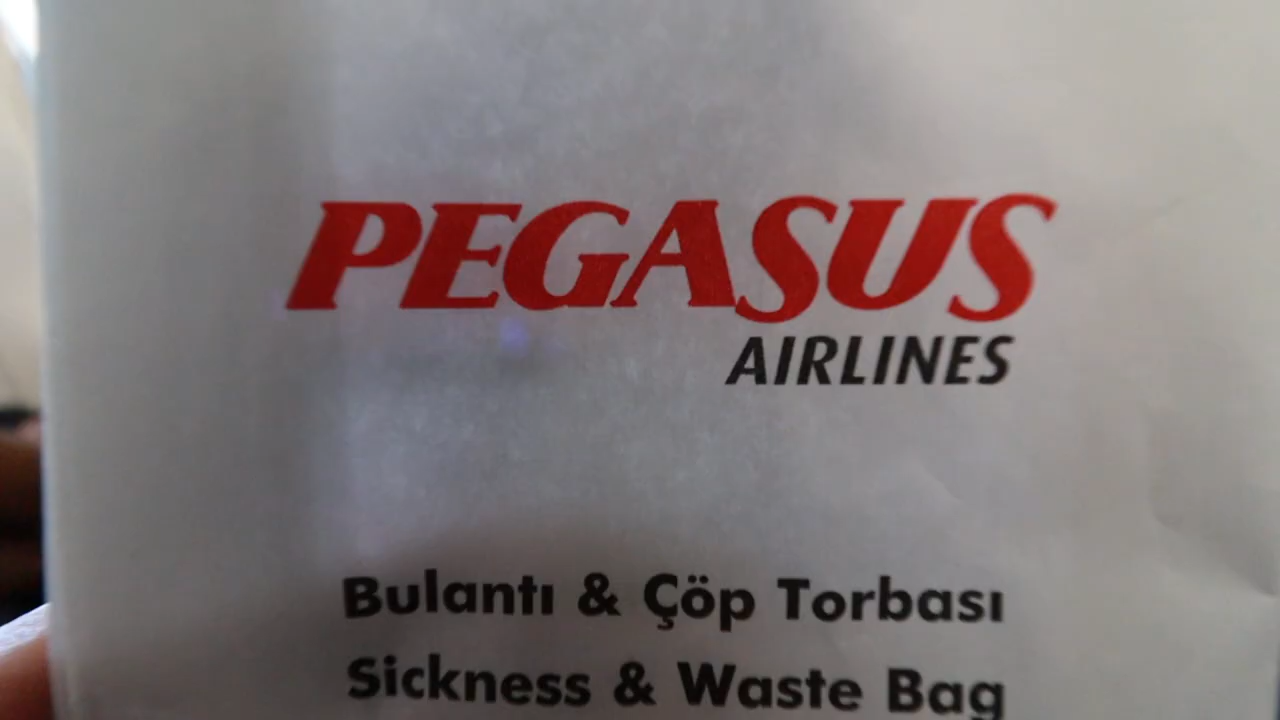 PEGASUS
AIRLINES
Bulantı & Çöp Torbası
Sickness & Waste Bag